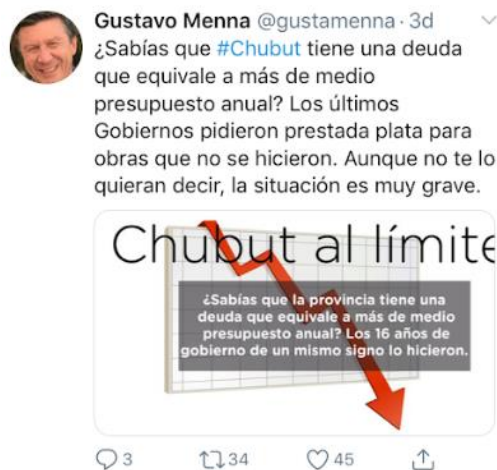 Gustavo Menna @gustamenna · 3d
¿Sabías que #Chubut tiene una deuda
que equivale a más de medio
presupuesto anual? Los últimos
Gobiernos pidieron prestada plata para
obras que no se hicieron. Aunque no te lo
quieran decir, la situación es muy grave.
Chubut al límite
¿Sabías que la provincia tiene una
deuda que equivale a más de medio
presupuesto anual? Los 16 años de
gobierno de un mismo signo lo hicieron.
3 34 45